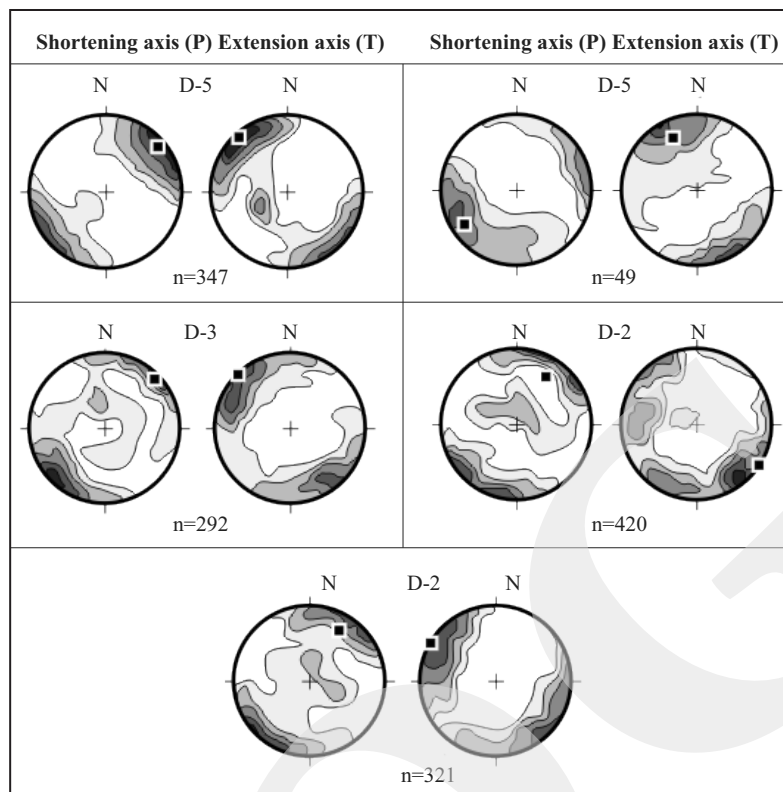 Shortening axis (P) Extension axis (T) Shortening axis (P) Extension axis (T)
N D-5 N N D-5 N
n=347 n=49
N D-3 N N D-2 N
n=292 n=420
N D-2 N
n=321